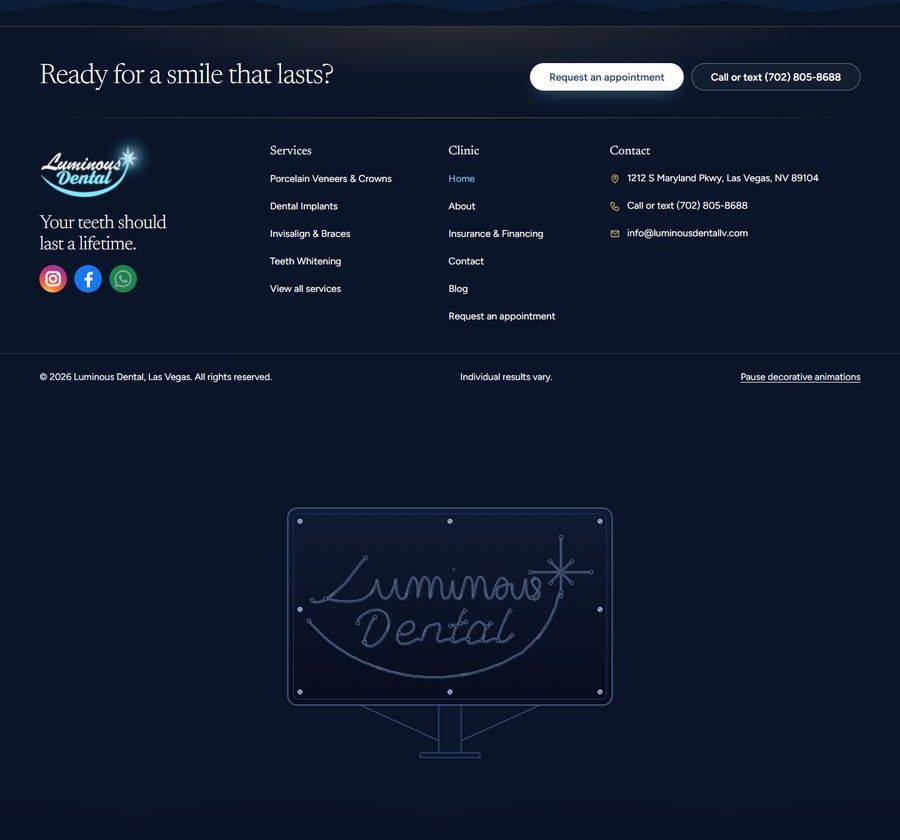 Ready for a smile that lasts?
Request an appointment
Call or text (702) 805-8688
Luminous
Dental
Your teeth should
last a lifetime.
Services
Porcelain Veneers & Crowns
Dental Implants
Invisalign & Braces
Teeth Whitening
View all services
Clinic
Home
About
Insurance & Financing
Contact
Blog
Request an appointment
Contact
1212 S Maryland Pkwy, Las Vegas, NV 89104
Call or text (702) 805-8688
info@luminousdentallv.com
© 2026 Luminous Dental, Las Vegas. All rights reserved.
Individual results vary.
Pause decorative animations
Luminous
Dental